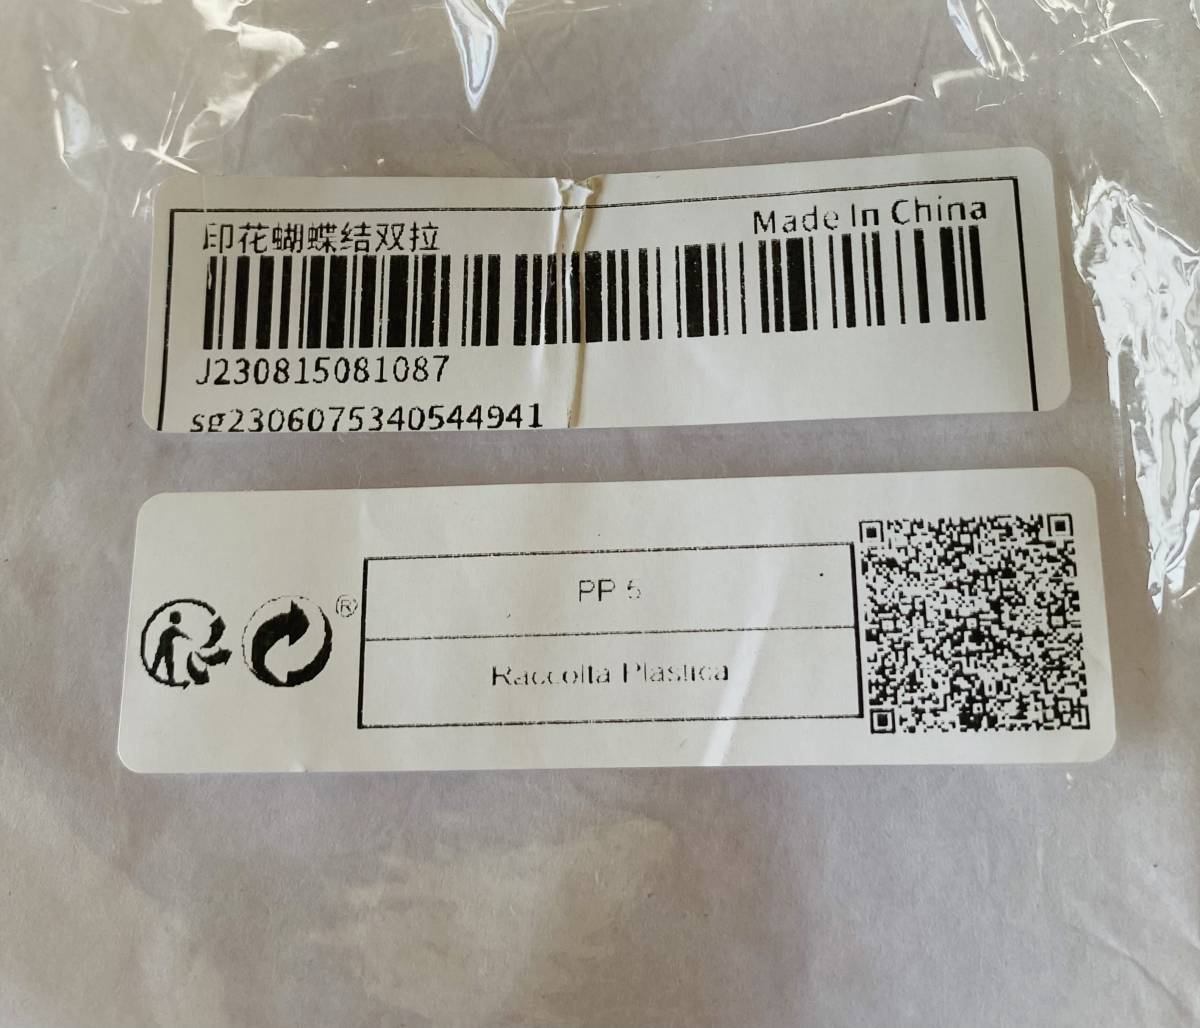 印花蝴蝶结双拉
Made In China
J230815081087
sg2306075340544941
®
PP 5
Raccolta Plastica